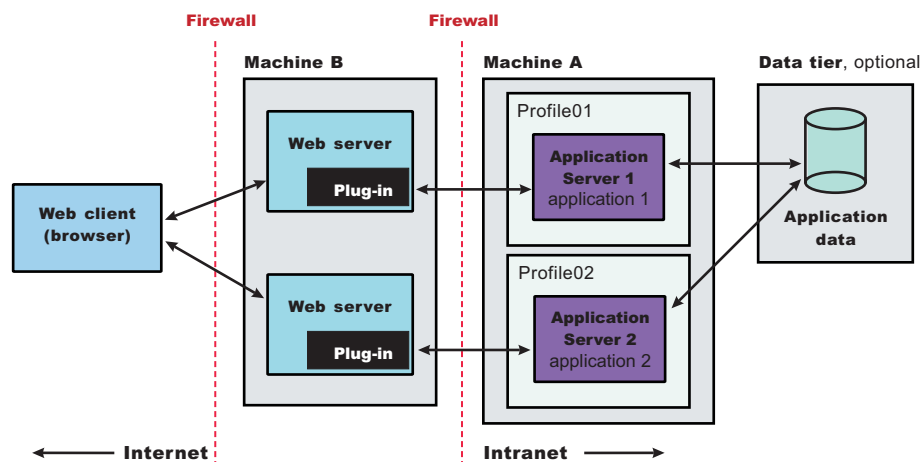 Firewall
Firewall
Machine B
Machine A
Data tier, optional
Profile01
Web server
Plug-in
Application
Server 1
application 1
Web client
(browser)
Application
data
Profile02
Web server
Plug-in
Application
Server 2
application 2
Internet
Intranet